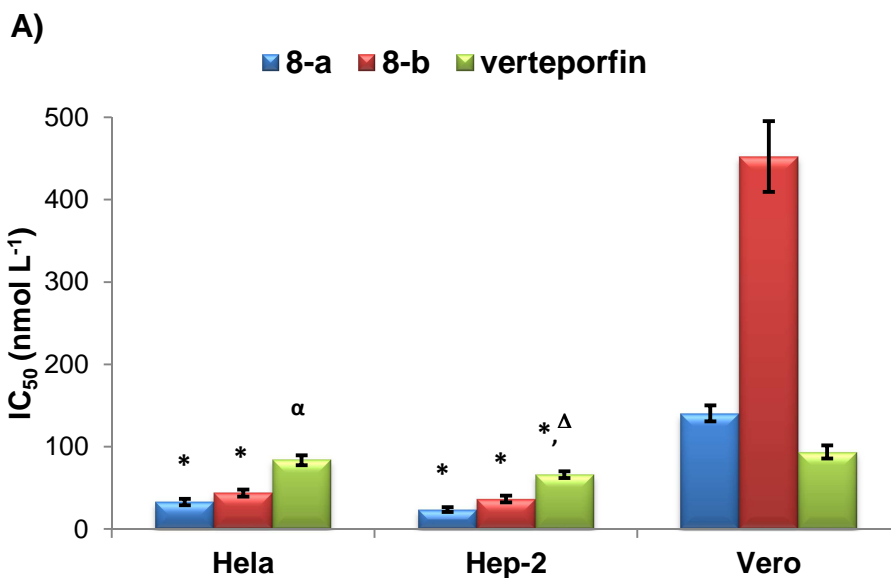 A)
8-a 8-b verteporfin
500
400
300
200
100
0
IC₅₀ (nmol L⁻¹)
* * α
* * *,Δ
Hela Hep-2 Vero